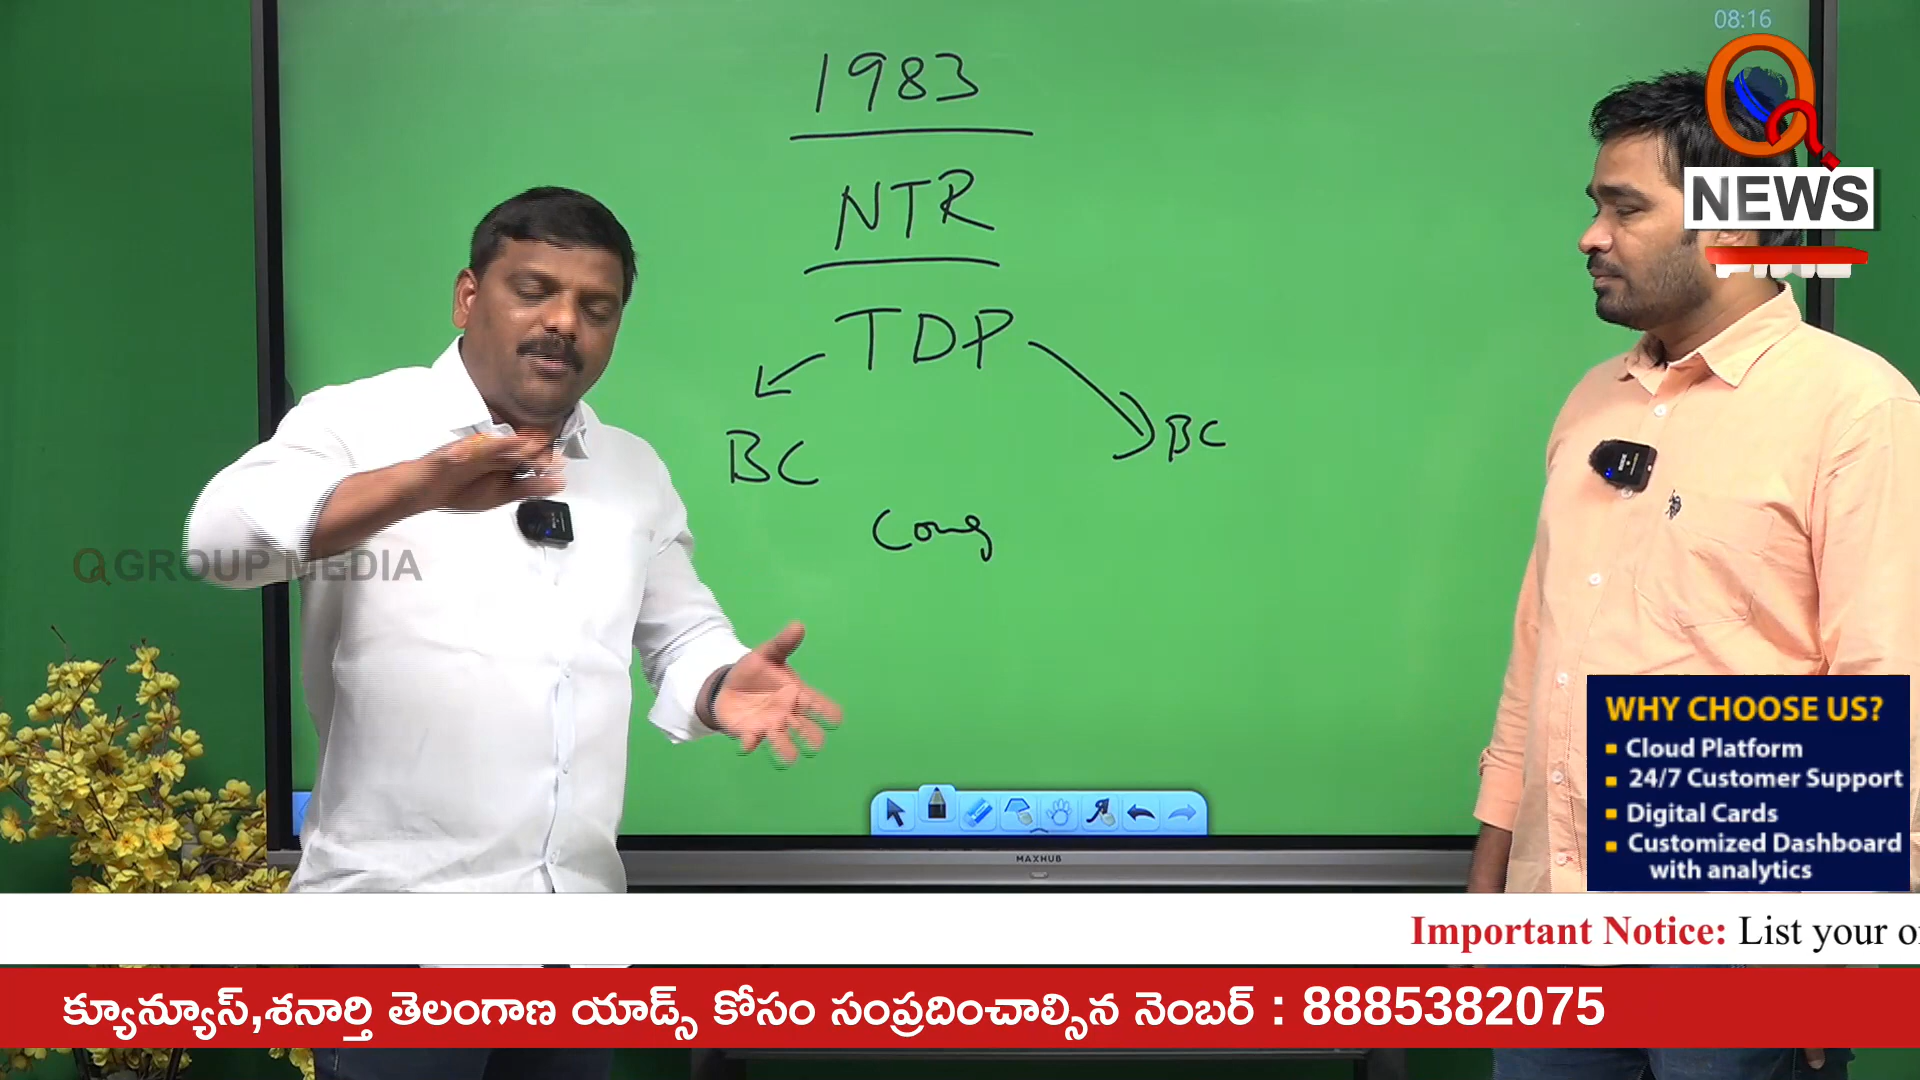 08:16
1983
NTR
TDP
BC
BC
Cong
Q
NEWS
Q GROUP MEDIA
WHY CHOOSE US?
Cloud Platform
24/7 Customer Support
Digital Cards
Customized Dashboard
with analytics
MAXHUB
Important Notice: List your o
క్యూన్యూస్,శనార్తి తెలంగాణ యాడ్స్ కోసం సంప్రదించాల్సిన నెంబర్ : 8885382075